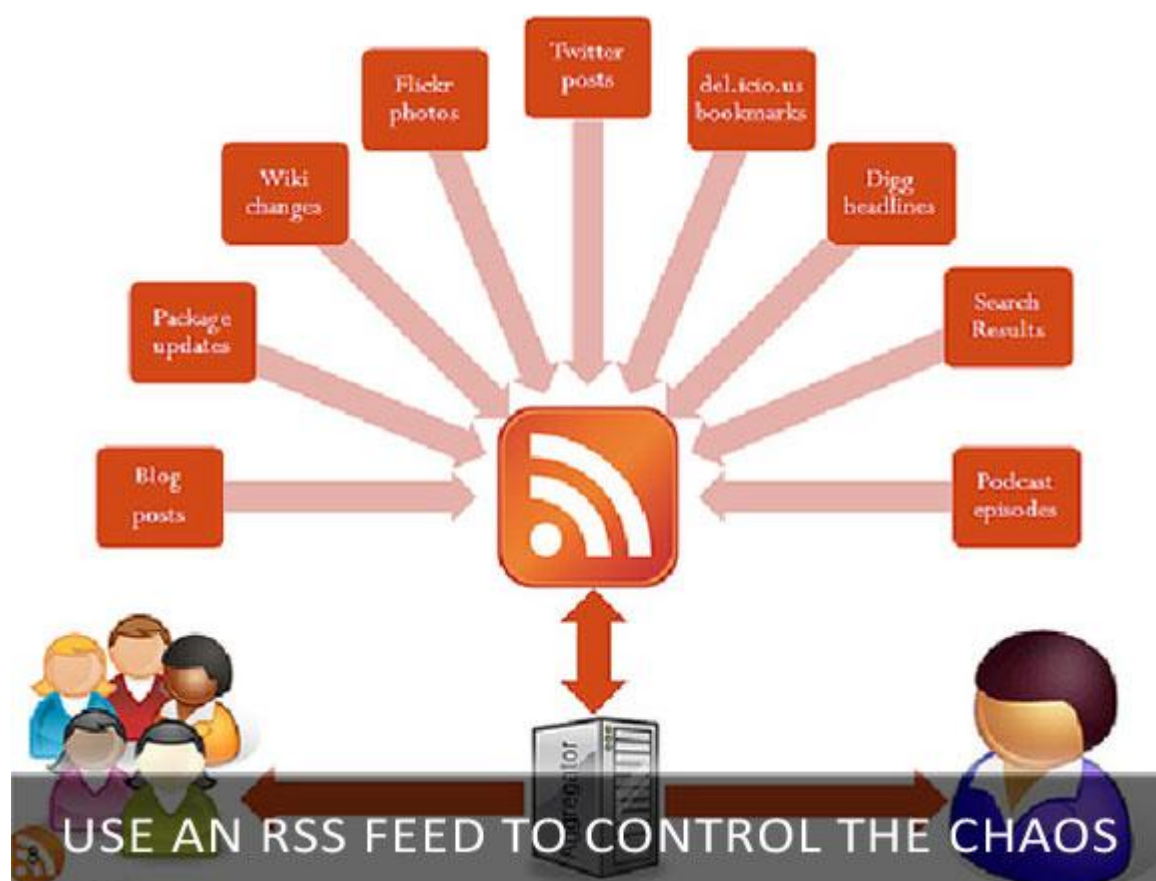 Twitter
posts
Flickr
photos
del.icio.us
bookmarks
Wiki
changes
Digg
headlines
Package
updates
Search
Results
Blog
posts
Podcast
episodes
Aggregator
USE AN RSS FEED TO CONTROL THE CHAOS